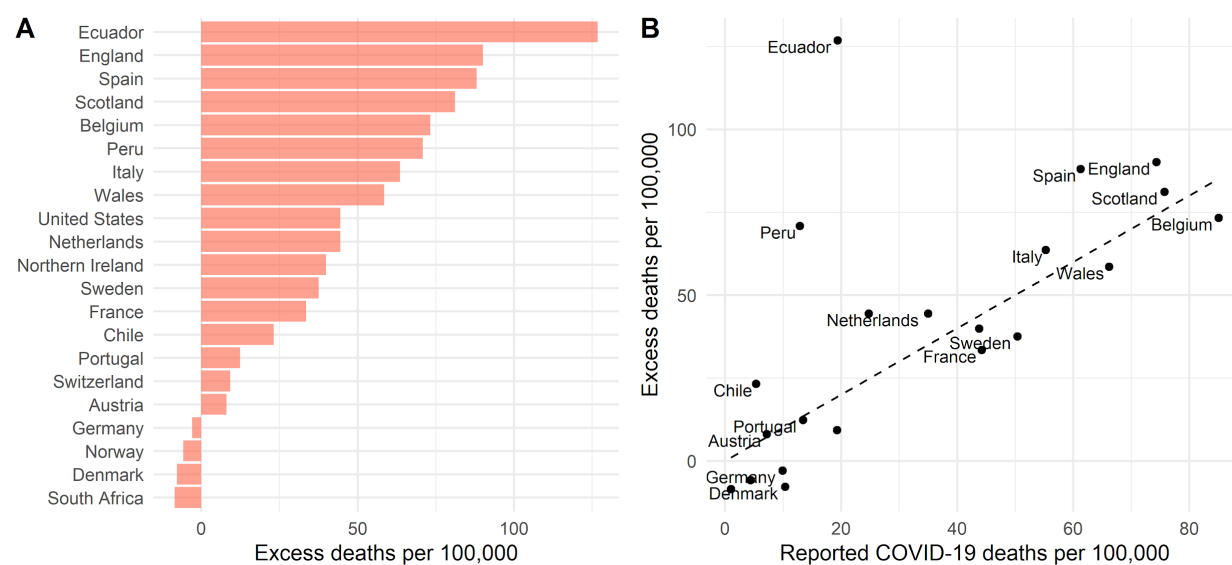 A
Ecuador
England
Spain
Scotland
Belgium
Peru
Italy
Wales
United States
Netherlands
Northern Ireland
Sweden
France
Chile
Portugal
Switzerland
Austria
Germany
Norway
Denmark
South Africa
0 50 100
Excess deaths per 100,000
B
Excess deaths per 100,000
100
50
0
Ecuador
Spain England
Scotland
Belgium
Peru
Italy
Wales
Netherlands
Sweden
France
Chile
Portugal
Austria
Germany
Denmark
0 20 40 60 80
Reported COVID-19 deaths per 100,000